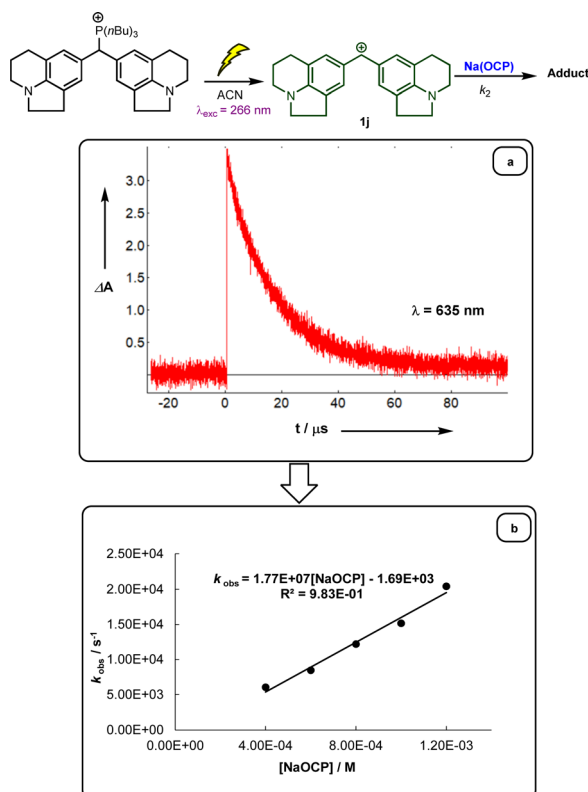 ⊕
P(nBu)3
N
N
ACN
λexc = 266 nm
⊕
N
N
1j
Na(OCP)
k2
Adduct
a
3.0
2.5
2.0
1.5
1.0
0.5
ΔA
λ = 635 nm
-20 0 20 40 60 80
t / μs
b
2.50E+04
2.00E+04
1.50E+04
1.00E+04
5.00E+03
0.00E+00
kobs / s-1
kobs = 1.77E+07[NaOCP] - 1.69E+03
R² = 9.83E-01
0.00E+00 4.00E-04 8.00E-04 1.20E-03
[NaOCP] / M